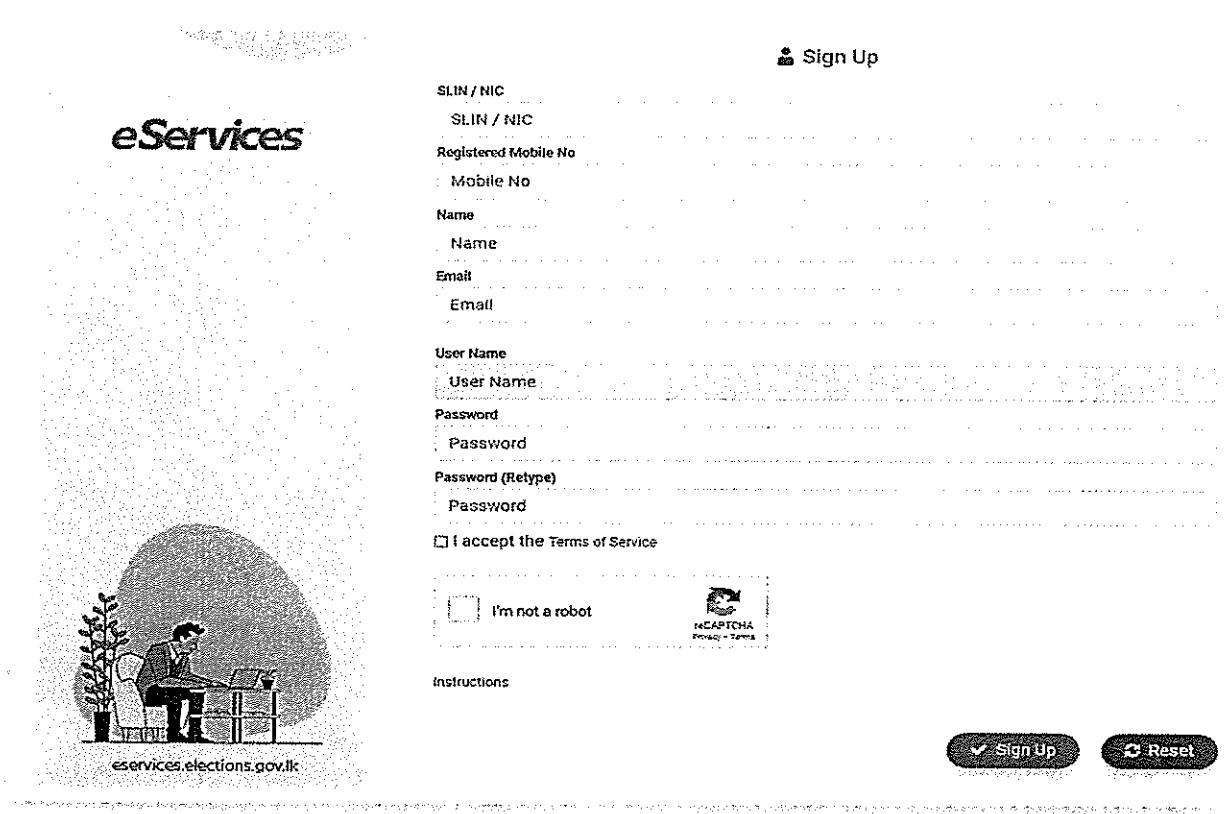 eServices
eservices.elections.gov.lk
Sign Up
SLIN / NIC
SLIN / NIC
Registered Mobile No
Mobile No
Name
Name
Email
Email
User Name
User Name
Password
Password
Password (Retype)
Password
I accept the Terms of Service
I'm not a robot
reCAPTCHA
Privacy - Terms
Instructions
Sign Up
Reset